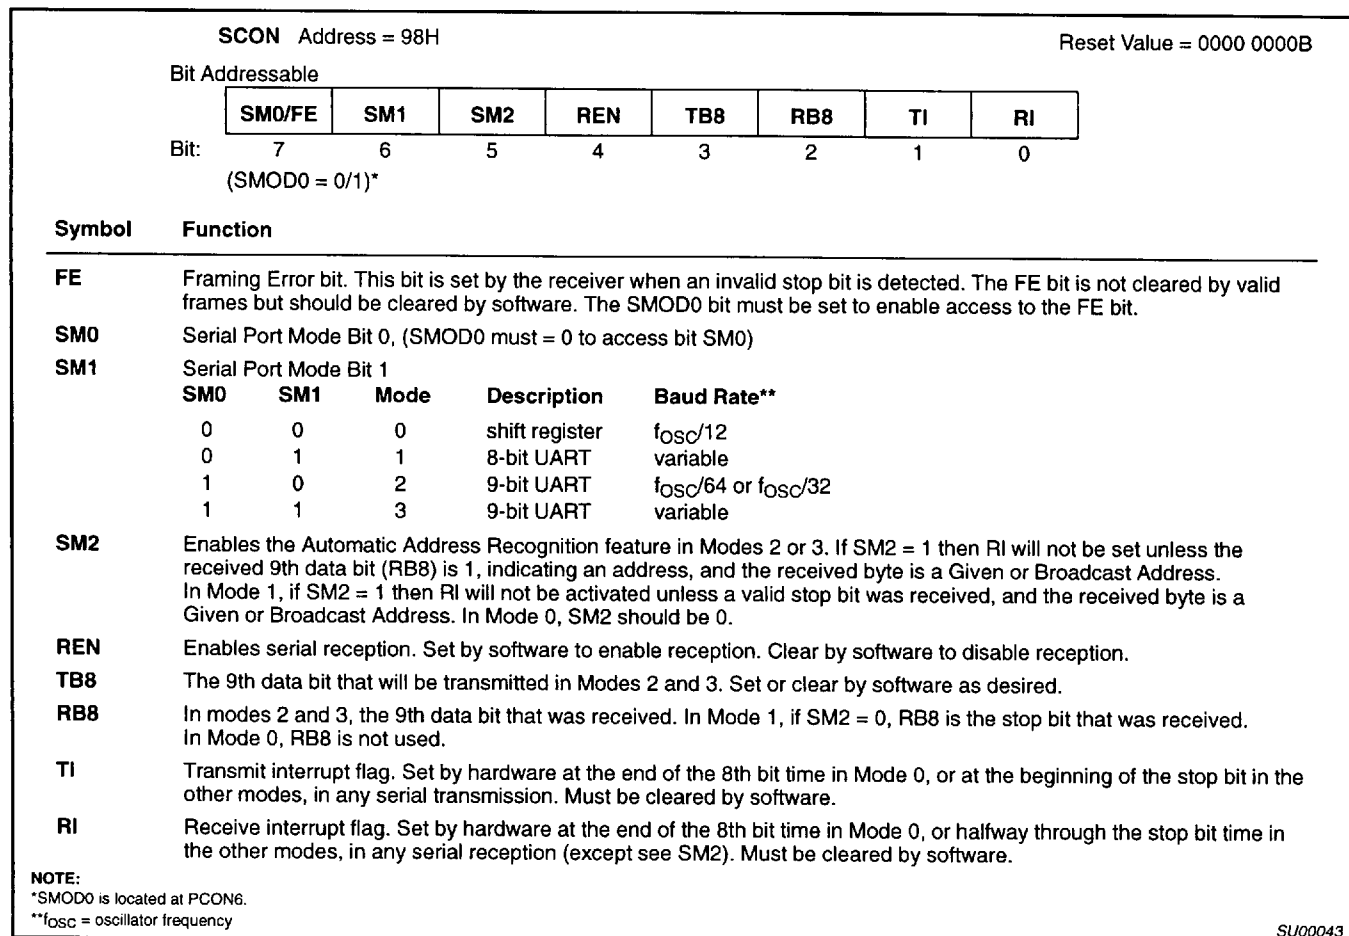 SCON Address = 98H Reset Value = 0000 0000B
Bit Addressable
SM0/FE SM1 SM2 REN TB8 RB8 TI RI
Bit: 7 6 5 4 3 2 1 0
(SMOD0 = 0/1)*
Symbol Function
FE Framing Error bit. This bit is set by the receiver when an invalid stop bit is detected. The FE bit is not cleared by valid
frames but should be cleared by software. The SMOD0 bit must be set to enable access to the FE bit.
SM0 Serial Port Mode Bit 0, (SMOD0 must = 0 to access bit SM0)
SM1 Serial Port Mode Bit 1
SM0 SM1 Mode Description Baud Rate**
0 0 0 shift register fOSC/12
0 1 1 8-bit UART variable
1 0 2 9-bit UART fOSC/64 or fOSC/32
1 1 3 9-bit UART variable
SM2 Enables the Automatic Address Recognition feature in Modes 2 or 3. If SM2 = 1 then RI will not be set unless the
received 9th data bit (RB8) is 1, indicating an address, and the received byte is a Given or Broadcast Address.
In Mode 1, if SM2 = 1 then RI will not be activated unless a valid stop bit was received, and the received byte is a
Given or Broadcast Address. In Mode 0, SM2 should be 0.
REN Enables serial reception. Set by software to enable reception. Clear by software to disable reception.
TB8 The 9th data bit that will be transmitted in Modes 2 and 3. Set or clear by software as desired.
RB8 In modes 2 and 3, the 9th data bit that was received. In Mode 1, if SM2 = 0, RB8 is the stop bit that was received.
In Mode 0, RB8 is not used.
TI Transmit interrupt flag. Set by hardware at the end of the 8th bit time in Mode 0, or at the beginning of the stop bit in the
other modes, in any serial transmission. Must be cleared by software.
RI Receive interrupt flag. Set by hardware at the end of the 8th bit time in Mode 0, or halfway through the stop bit time in
the other modes, in any serial reception (except see SM2). Must be cleared by software.
NOTE:
*SMOD0 is located at PCON6.
**fOSC = oscillator frequency
SU00043